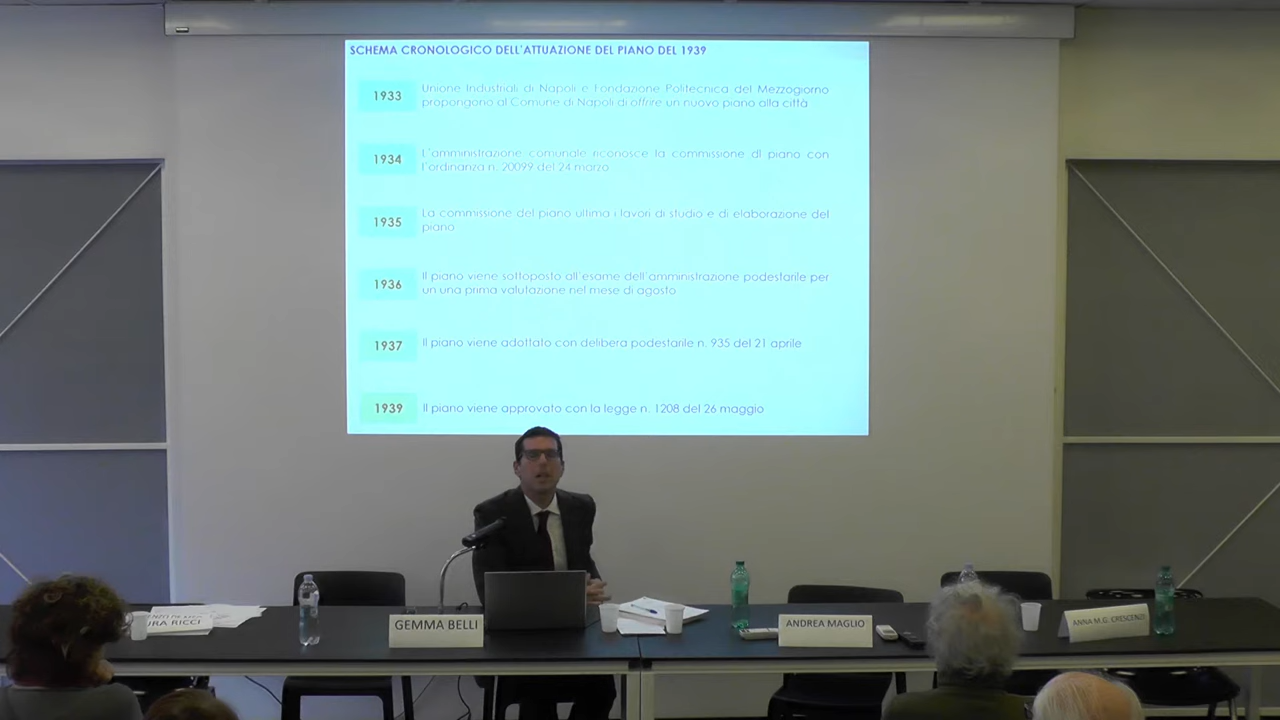 SCHEMA CRONOLOGICO DELL'ATTUAZIONE DEL PIANO DEL 1939
1933
Unione Industriali di Napoli e Fondazione Politecnica del Mezzogiorno
propongono al Comune di Napoli di offrire un nuovo piano alla città
1934
L'amministrazione comunale riconosce la commissione di piano con
l'ordinanza n. 20099 del 24 marzo
1935
La commissione del piano ultima i lavori di studio e di elaborazione del
piano
1936
Il piano viene sottoposto all'esame dell'amministrazione podestarile per
un una prima valutazione nel mese di agosto
1937
Il piano viene adottato con delibera podestarile n. 935 del 21 aprile
1939
Il piano viene approvato con la legge n. 1208 del 26 maggio
URA RICCI
GEMMA BELLI
ANDREA MAGLIO
ANNA M.G. CRESCENZI